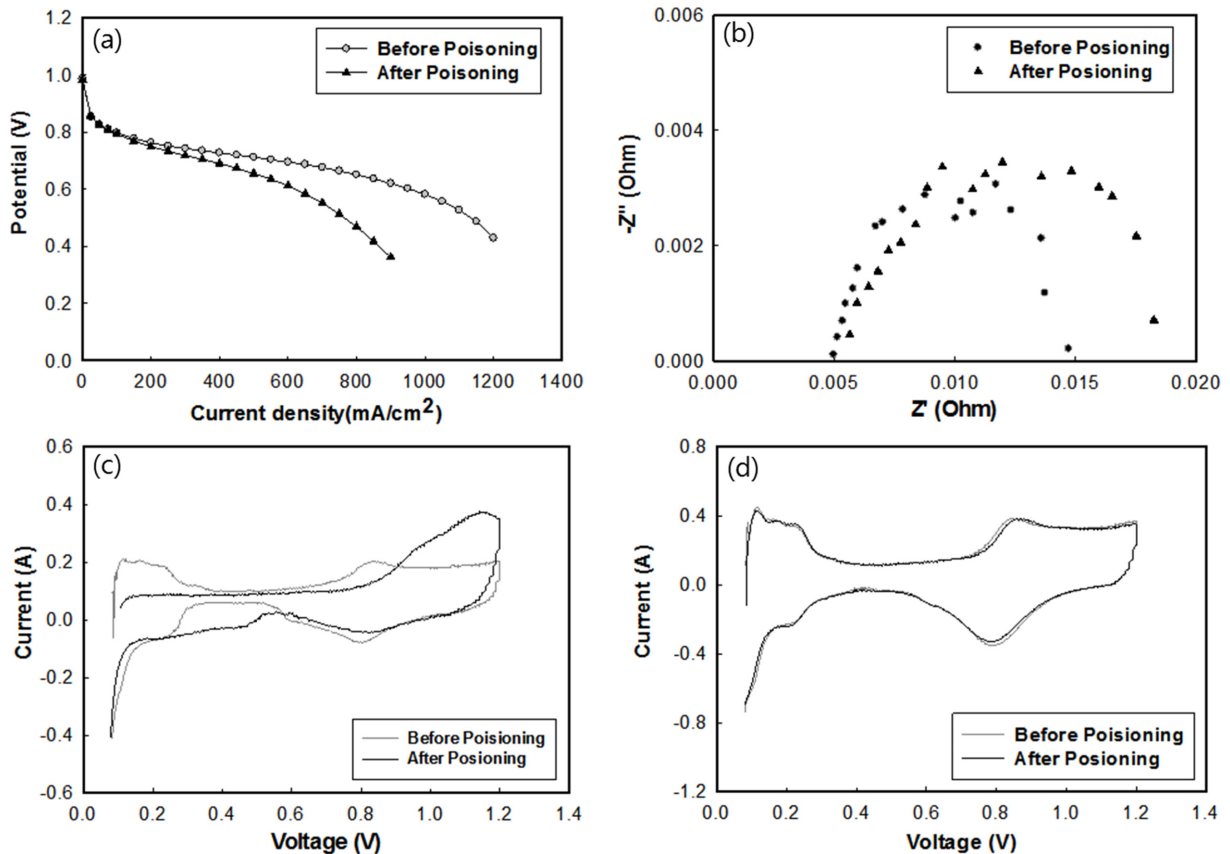 (a)
Before Poisoning
After Poisoning
1.2
1.0
0.8
0.6
0.4
0.2
0.0
Potential (V)
0 200 400 600 800 1000 1200 1400
Current density(mA/cm2)
(b)
Before Posioning
After Posioning
0.006
0.004
0.002
0.000
-Z'' (Ohm)
0.000 0.005 0.010 0.015 0.020
Z' (Ohm)
(c)
0.6
0.4
0.2
0.0
-0.2
-0.4
-0.6
Current (A)
Before Poisioning
After Posioning
0.0 0.2 0.4 0.6 0.8 1.0 1.2 1.4
Voltage (V)
(d)
0.8
0.4
0.0
-0.4
-0.8
-1.2
Current (A)
Before Poisioning
After Posioning
0.0 0.2 0.4 0.6 0.8 1.0 1.2 1.4
Voltage (V)